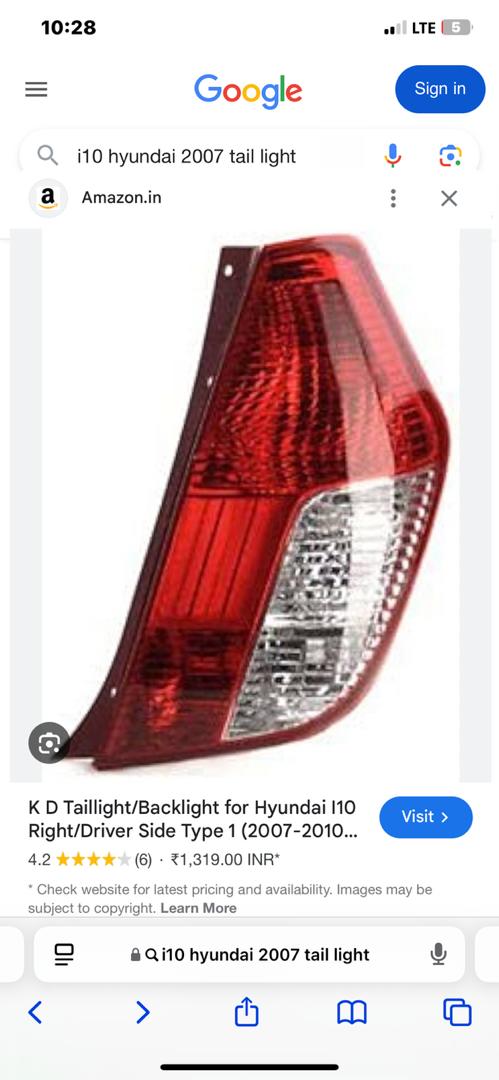 10:28
LTE 5
Google
Sign in
i10 hyundai 2007 tail light
a
Amazon.in
K D Taillight/Backlight for Hyundai I10
Right/Driver Side Type 1 (2007-2010...
Visit
4.2 (6) · ₹1,319.00 INR*
* Check website for latest pricing and availability. Images may be
subject to copyright. Learn More
i10 hyundai 2007 tail light